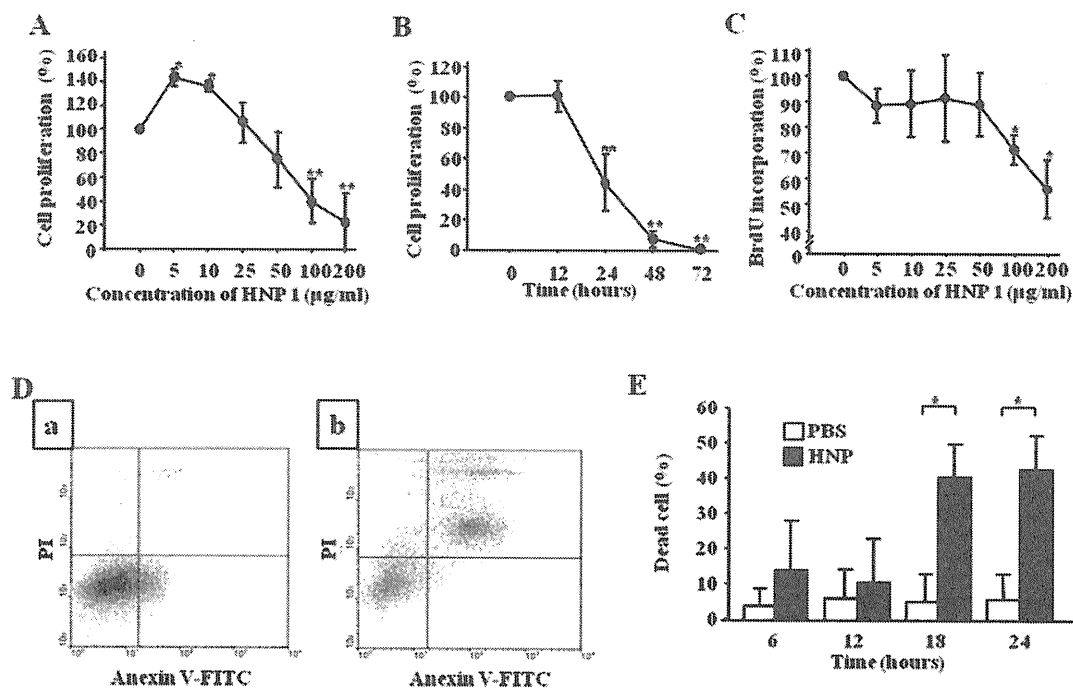 A
Cell proliferation (%)
160
140
120
100
80
60
40
20
0
*
*
**
**
0 5 10 25 50 100 200
Concentration of HNP 1 (µg/ml)
B
Cell proliferation (%)
120
100
80
60
40
20
0
**
**
**
0 12 24 48 72
Time (hours)
C
BrdU incorporation (%)
110
100
90
80
70
60
50
40
0
*
*
0 5 10 25 50 100 200
Concentration of HNP 1 (µg/ml)
D
a
PI
Anexin V-FITC
b
PI
Anexin V-FITC
E
Dead cell (%)
60
50
40
30
20
10
0
PBS
HNP
*
*
6 12 18 24
Time (hours)